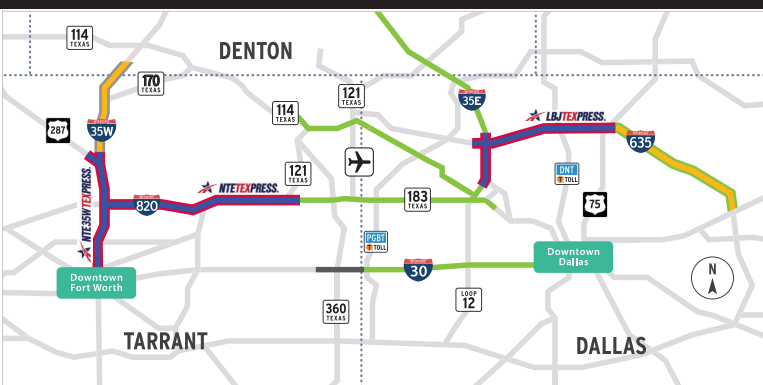 114
TEXAS
DENTON
170
TEXAS
121
TEXAS
35E
114
TEXAS
LBJTEXPRESS.
287
35W
635
121
TEXAS
DNT
TOLL
NTETEXPRESS.
183
TEXAS
75
820
NTE35WTEXPRESS.
PGBT
TOLL
Downtown
Dallas
30
N
Downtown
Fort Worth
LOOP
12
360
TEXAS
TARRANT
DALLAS